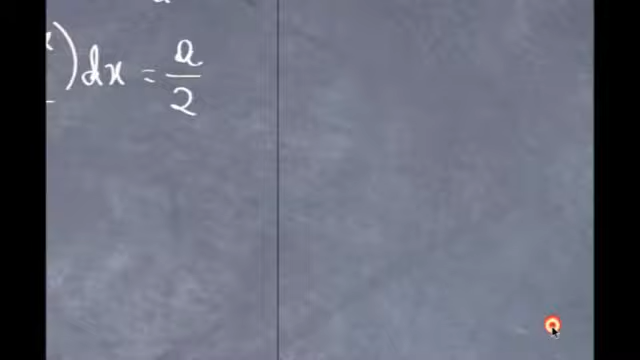 ) dx = a/2